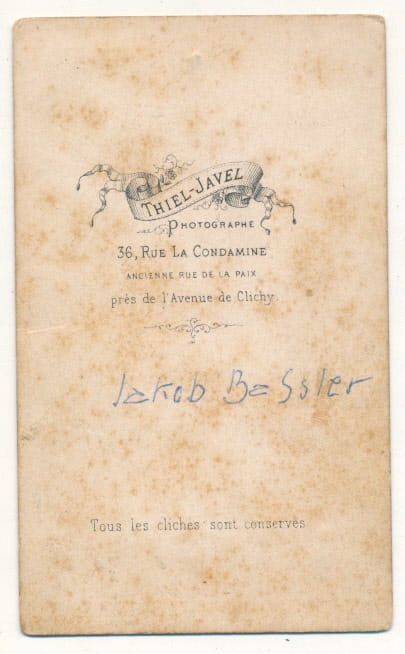 THIEL-JAVEL
PHOTOGRAPHE
36, RUE LA CONDAMINE
ANCIENNE RUE DE LA PAIX
près de l'Avenue de Clichy.
Jakob Bassler
Tous les clichés sont conservés